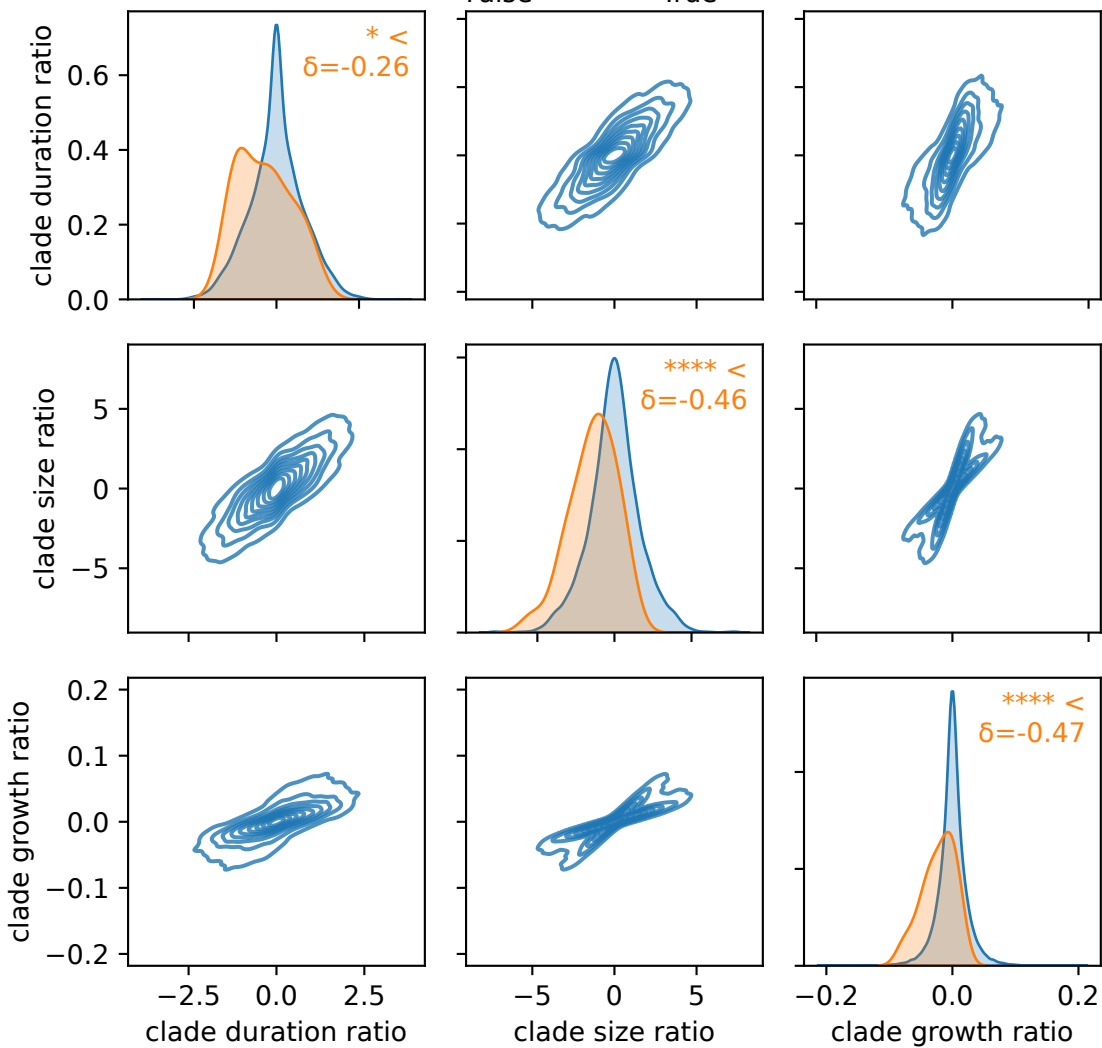 clade duration ratio
0.6
0.4
0.2
0.0
* <
δ=-0.26
clade size ratio
5
0
−5
**** <
δ=-0.46
clade growth ratio
0.2
0.1
0.0
−0.1
−0.2
**** <
δ=-0.47
−2.5 0.0 2.5
−5 0 5
−0.2 0.0 0.2
clade duration ratio
clade size ratio
clade growth ratio